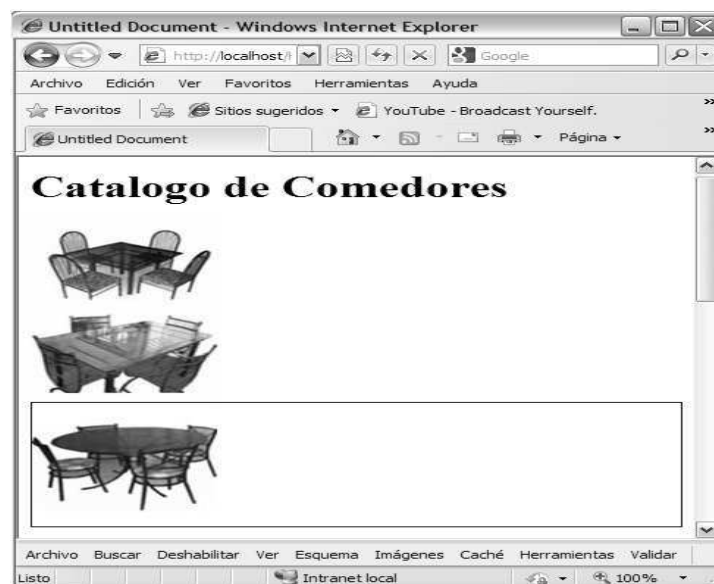 Untitled Document - Windows Internet Explorer
http://localhost/ Google
Archivo Edición Ver Favoritos Herramientas Ayuda
Favoritos Sitios sugeridos YouTube - Broadcast Yourself. »
Untitled Document Página »
Catalogo de Comedores
Archivo Buscar Deshabilitar Ver Esquema Imágenes Caché Herramientas Validar
Listo Intranet local 100%